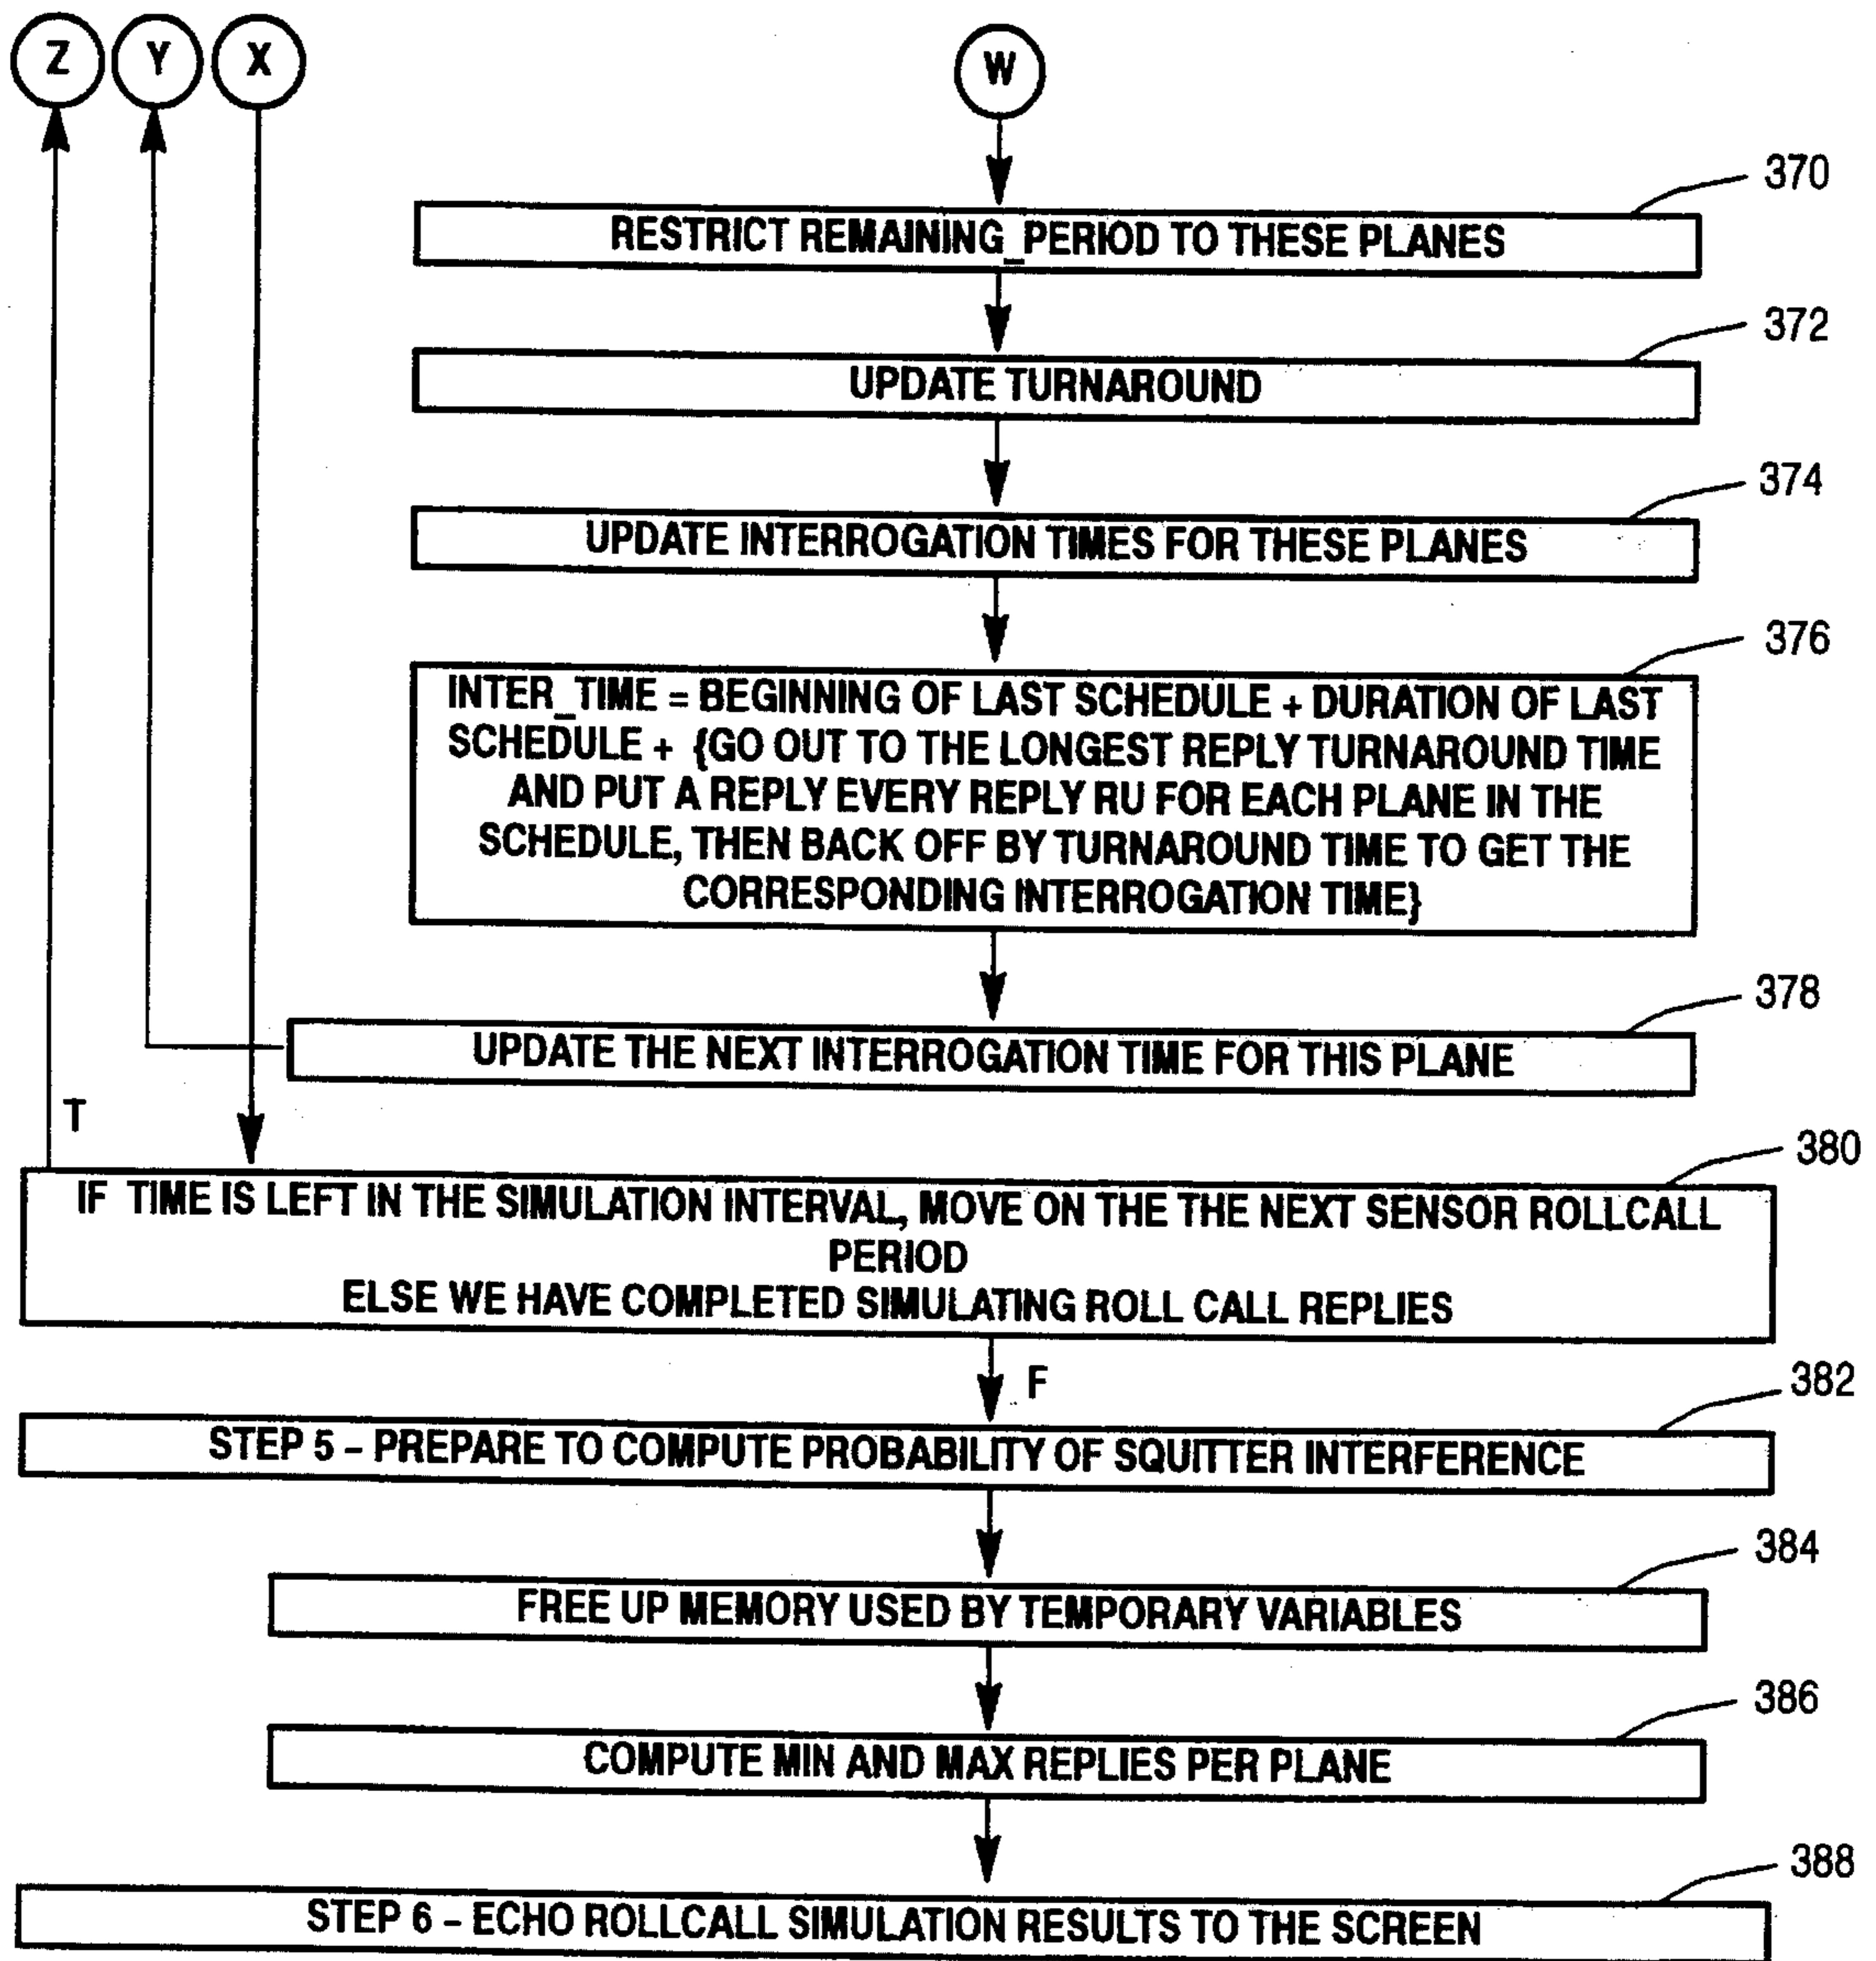 Z Y X W
370
RESTRICT REMAINING_PERIOD TO THESE PLANES
372
UPDATE TURNAROUND
374
UPDATE INTERROGATION TIMES FOR THESE PLANES
376
INTER_TIME = BEGINNING OF LAST SCHEDULE + DURATION OF LAST
SCHEDULE + {GO OUT TO THE LONGEST REPLY TURNAROUND TIME
AND PUT A REPLY EVERY REPLY RU FOR EACH PLANE IN THE
SCHEDULE, THEN BACK OFF BY TURNAROUND TIME TO GET THE
CORRESPONDING INTERROGATION TIME}
378
UPDATE THE NEXT INTERROGATION TIME FOR THIS PLANE
T
380
IF TIME IS LEFT IN THE SIMULATION INTERVAL, MOVE ON THE THE NEXT SENSOR ROLLCALL
PERIOD
ELSE WE HAVE COMPLETED SIMULATING ROLL CALL REPLIES
F
382
STEP 5 – PREPARE TO COMPUTE PROBABILITY OF SQUITTER INTERFERENCE
384
FREE UP MEMORY USED BY TEMPORARY VARIABLES
386
COMPUTE MIN AND MAX REPLIES PER PLANE
388
STEP 6 – ECHO ROLLCALL SIMULATION RESULTS TO THE SCREEN